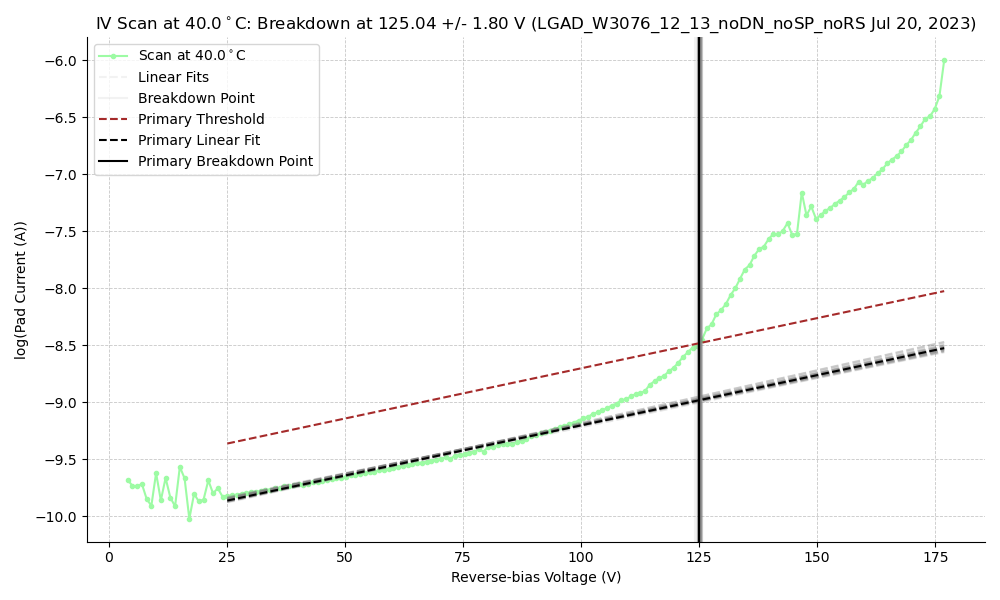 IV Scan at 40.0°C: Breakdown at 125.04 +/- 1.80 V (LGAD_W3076_12_13_noDN_noSP_noRS Jul 20, 2023)
Scan at 40.0°C
Linear Fits
Breakdown Point
Primary Threshold
Primary Linear Fit
Primary Breakdown Point
log(Pad Current (A))
−6.0
−6.5
−7.0
−7.5
−8.0
−8.5
−9.0
−9.5
−10.0
0 25 50 75 100 125 150 175
Reverse-bias Voltage (V)